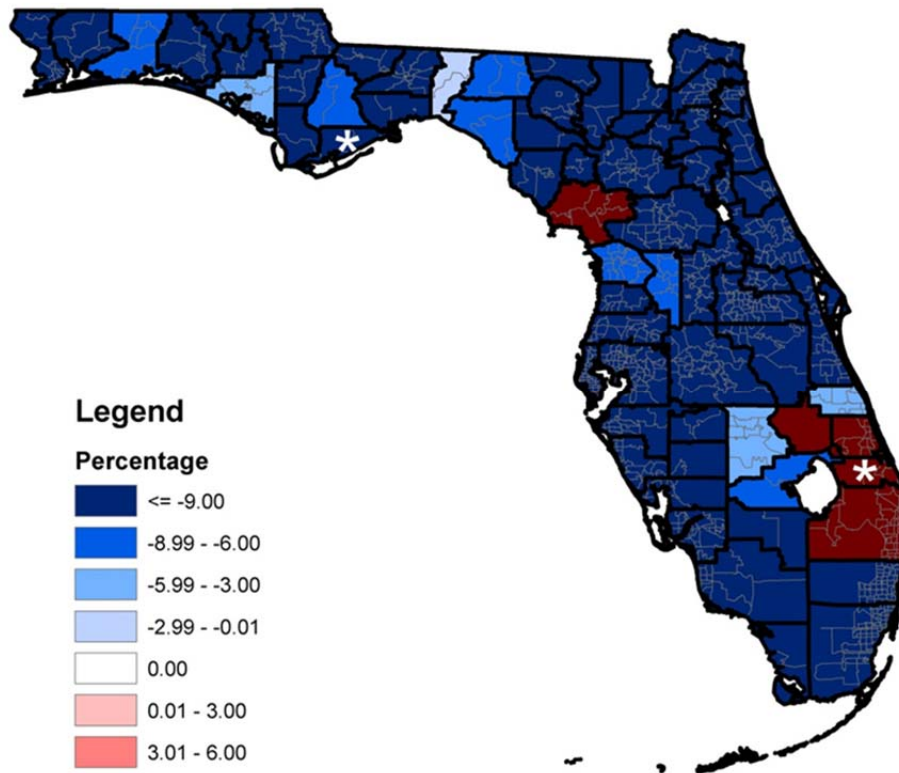 *
*
Legend
Percentage
<= -9.00
-8.99 - -6.00
-5.99 - -3.00
-2.99 - -0.01
0.00
0.01 - 3.00
3.01 - 6.00